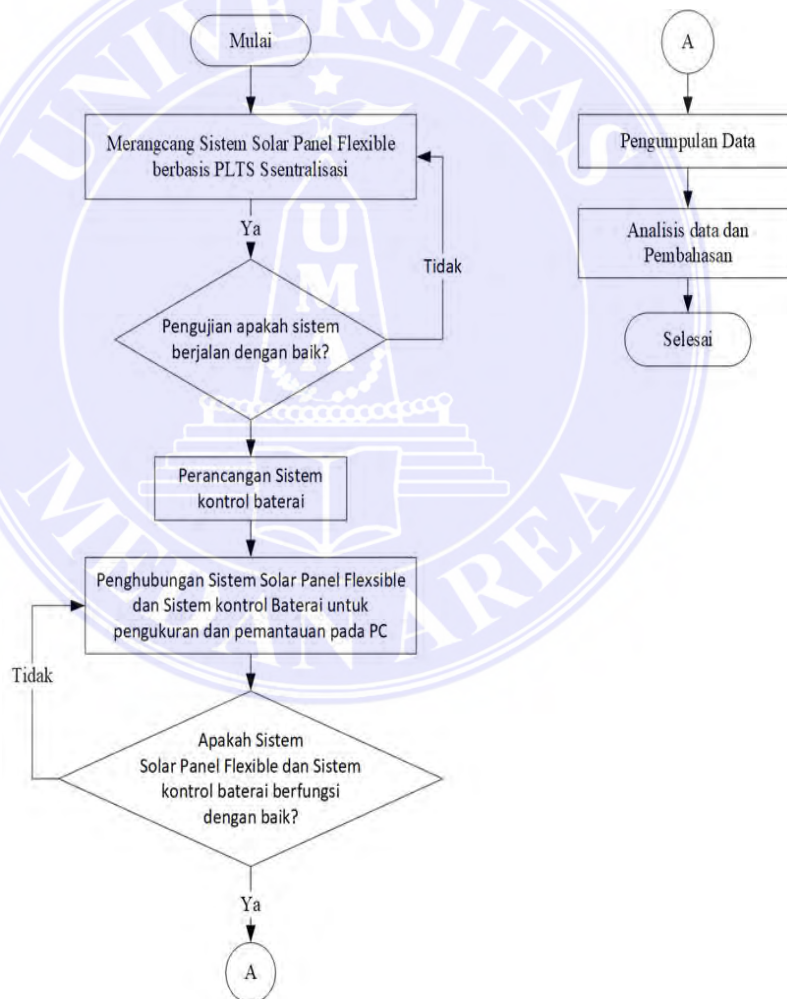 Mulai
Merangcang Sistem Solar Panel Flexible
berbasis PLTS Ssentralisasi
Ya
Tidak
Pengujian apakah sistem
berjalan dengan baik?
Perancangan Sistem
kontrol baterai
Penghubungan Sistem Solar Panel Flexsible
dan Sistem kontrol Baterai untuk
pengukuran dan pemantauan pada PC
Tidak
Apakah Sistem
Solar Panel Flexible dan Sistem
kontrol baterai berfungsi
dengan baik?
Ya
A
A
Pengumpulan Data
Analisis data dan
Pembahasan
Selesai
UNIVERSITAS
MEDAN AREA
UMA